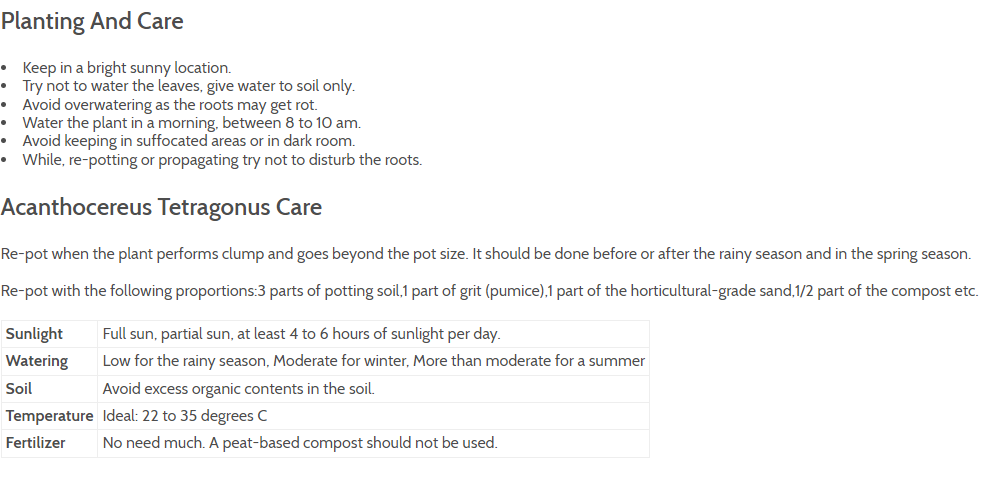 Planting And Care
• Keep in a bright sunny location.
• Try not to water the leaves, give water to soil only.
• Avoid overwatering as the roots may get rot.
• Water the plant in a morning, between 8 to 10 am.
• Avoid keeping in suffocated areas or in dark room.
• While, re-potting or propagating try not to disturb the roots.
Acanthocereus Tetragonus Care
Re-pot when the plant performs clump and goes beyond the pot size. It should be done before or after the rainy season and in the spring season.
Re-pot with the following proportions:3 parts of potting soil,1 part of grit (pumice),1 part of the horticultural-grade sand,1/2 part of the compost etc.
Sunlight Full sun, partial sun, at least 4 to 6 hours of sunlight per day.
Watering Low for the rainy season, Moderate for winter, More than moderate for a summer
Soil Avoid excess organic contents in the soil.
Temperature Ideal: 22 to 35 degrees C
Fertilizer No need much. A peat-based compost should not be used.